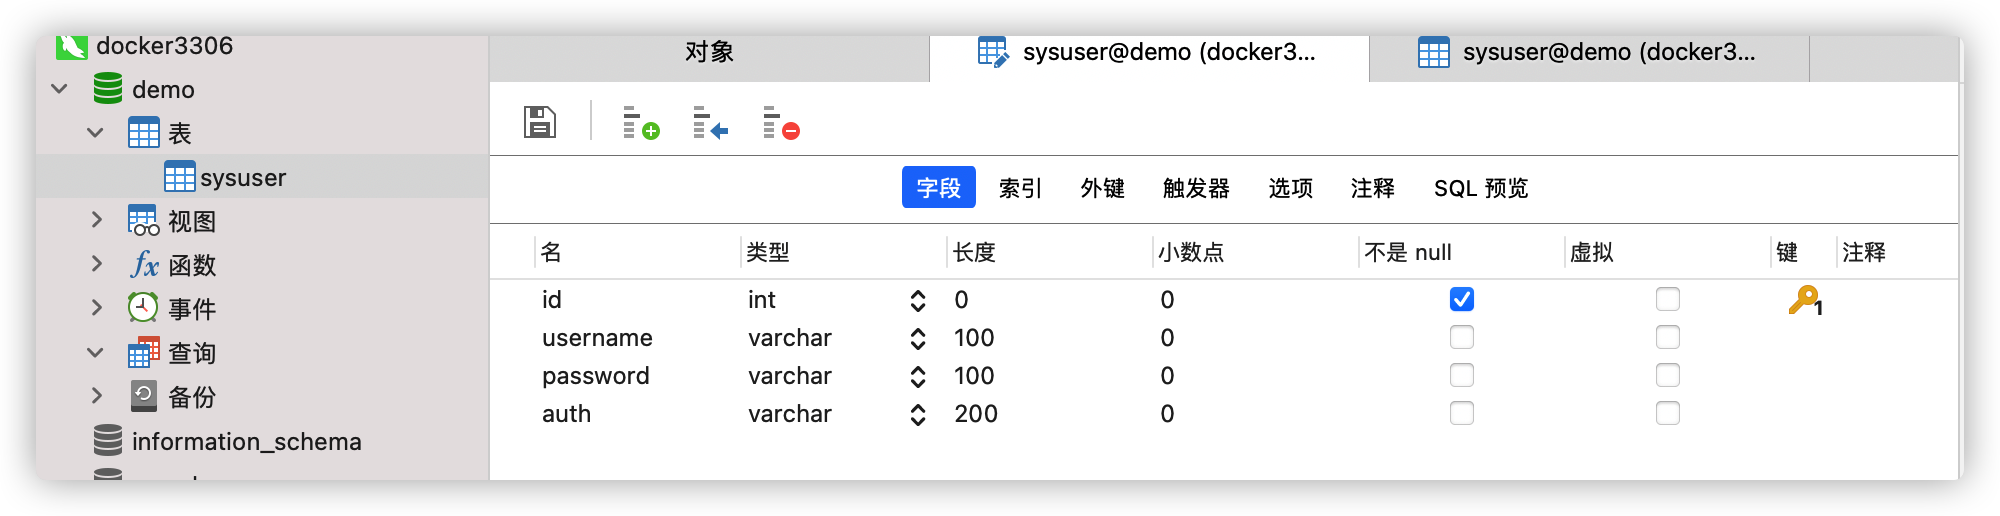 docker3306
demo
表
sysuser
视图
函数
事件
查询
备份
information_schema
对象
sysuser@demo (docker3...
sysuser@demo (docker3...
字段 索引 外键 触发器 选项 注释 SQL 预览
名 类型 长度 小数点 不是 null 虚拟 键 注释
id int 0 0 1
username varchar 100 0
password varchar 100 0
auth varchar 200 0